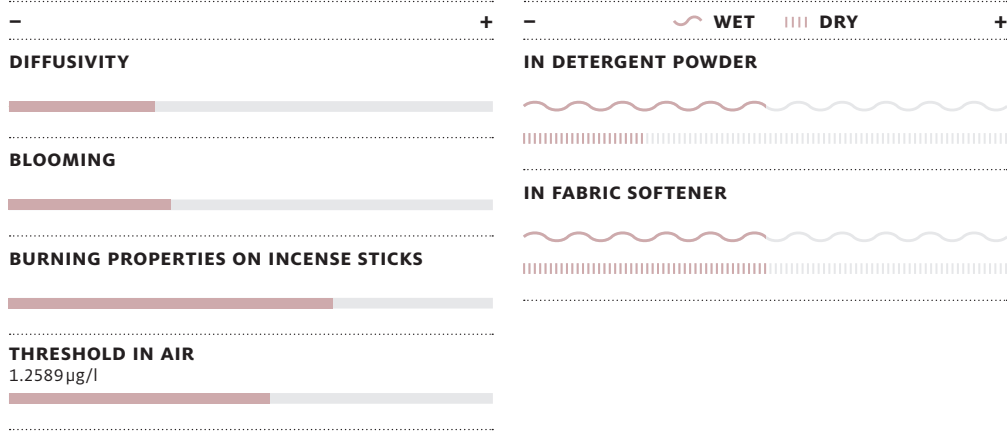 – +
DIFFUSIVITY
BLOOMING
BURNING PROPERTIES ON INCENSE STICKS
THRESHOLD IN AIR
1.2589 µg/l
– WET DRY +
IN DETERGENT POWDER
IN FABRIC SOFTENER